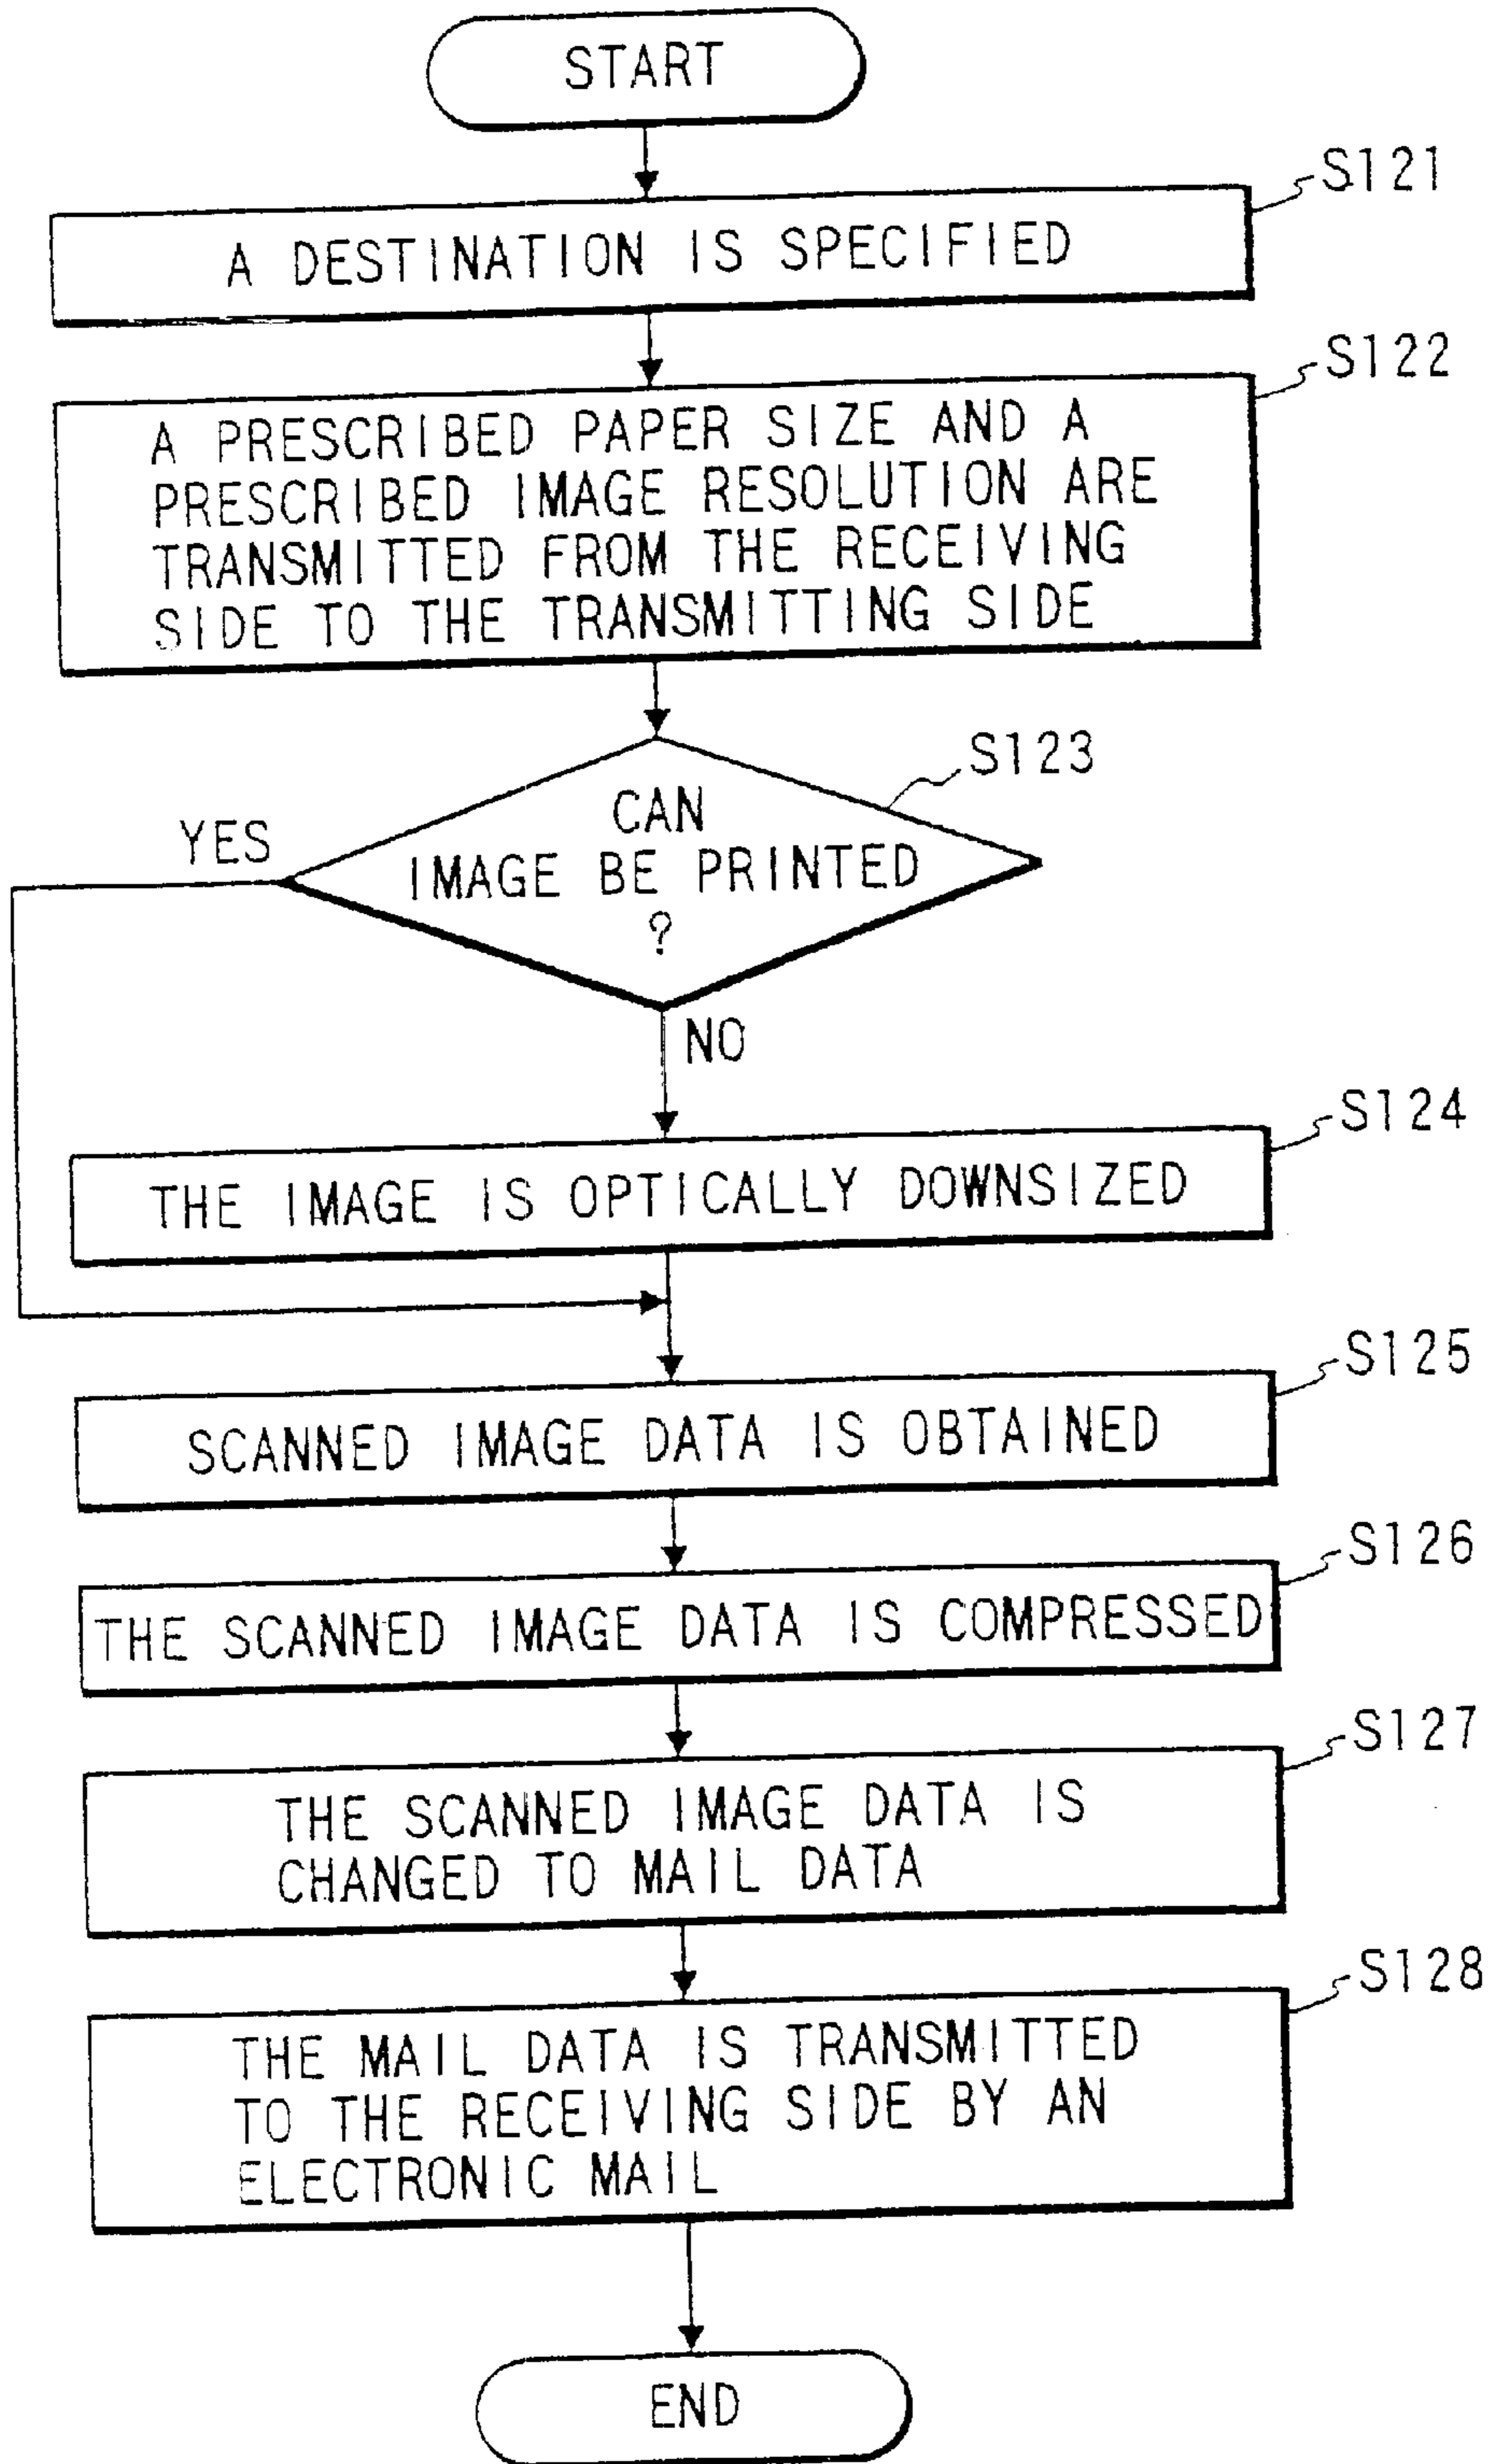 START
S121
A DESTINATION IS SPECIFIED
S122
A PRESCRIBED PAPER SIZE AND A
PRESCRIBED IMAGE RESOLUTION ARE
TRANSMITTED FROM THE RECEIVING
SIDE TO THE TRANSMITTING SIDE
S123
CAN
IMAGE BE PRINTED
?
YES
NO
S124
THE IMAGE IS OPTICALLY DOWNSIZED
S125
SCANNED IMAGE DATA IS OBTAINED
S126
THE SCANNED IMAGE DATA IS COMPRESSED
S127
THE SCANNED IMAGE DATA IS
CHANGED TO MAIL DATA
S128
THE MAIL DATA IS TRANSMITTED
TO THE RECEIVING SIDE BY AN
ELECTRONIC MAIL
END